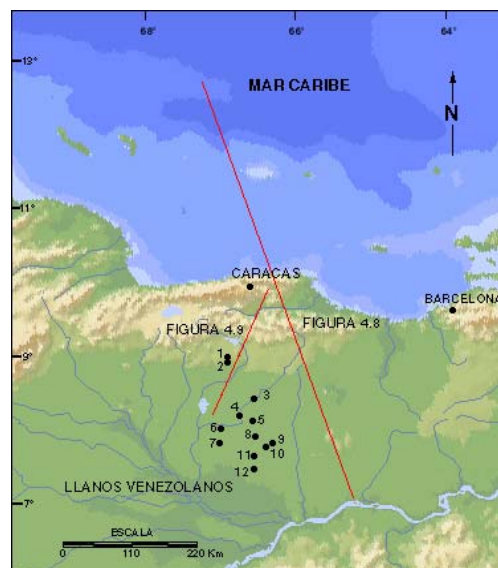 68° 66° 64°
13°
MAR CARIBE
N
11°
CARACAS
BARCELONA
FIGURA 4.9
FIGURA 4.8
9°
1
2
3
4
5
6
8
7
9
10
11
12
LLANOS VENEZOLANOS
7°
ESCALA
0 110 220 Km